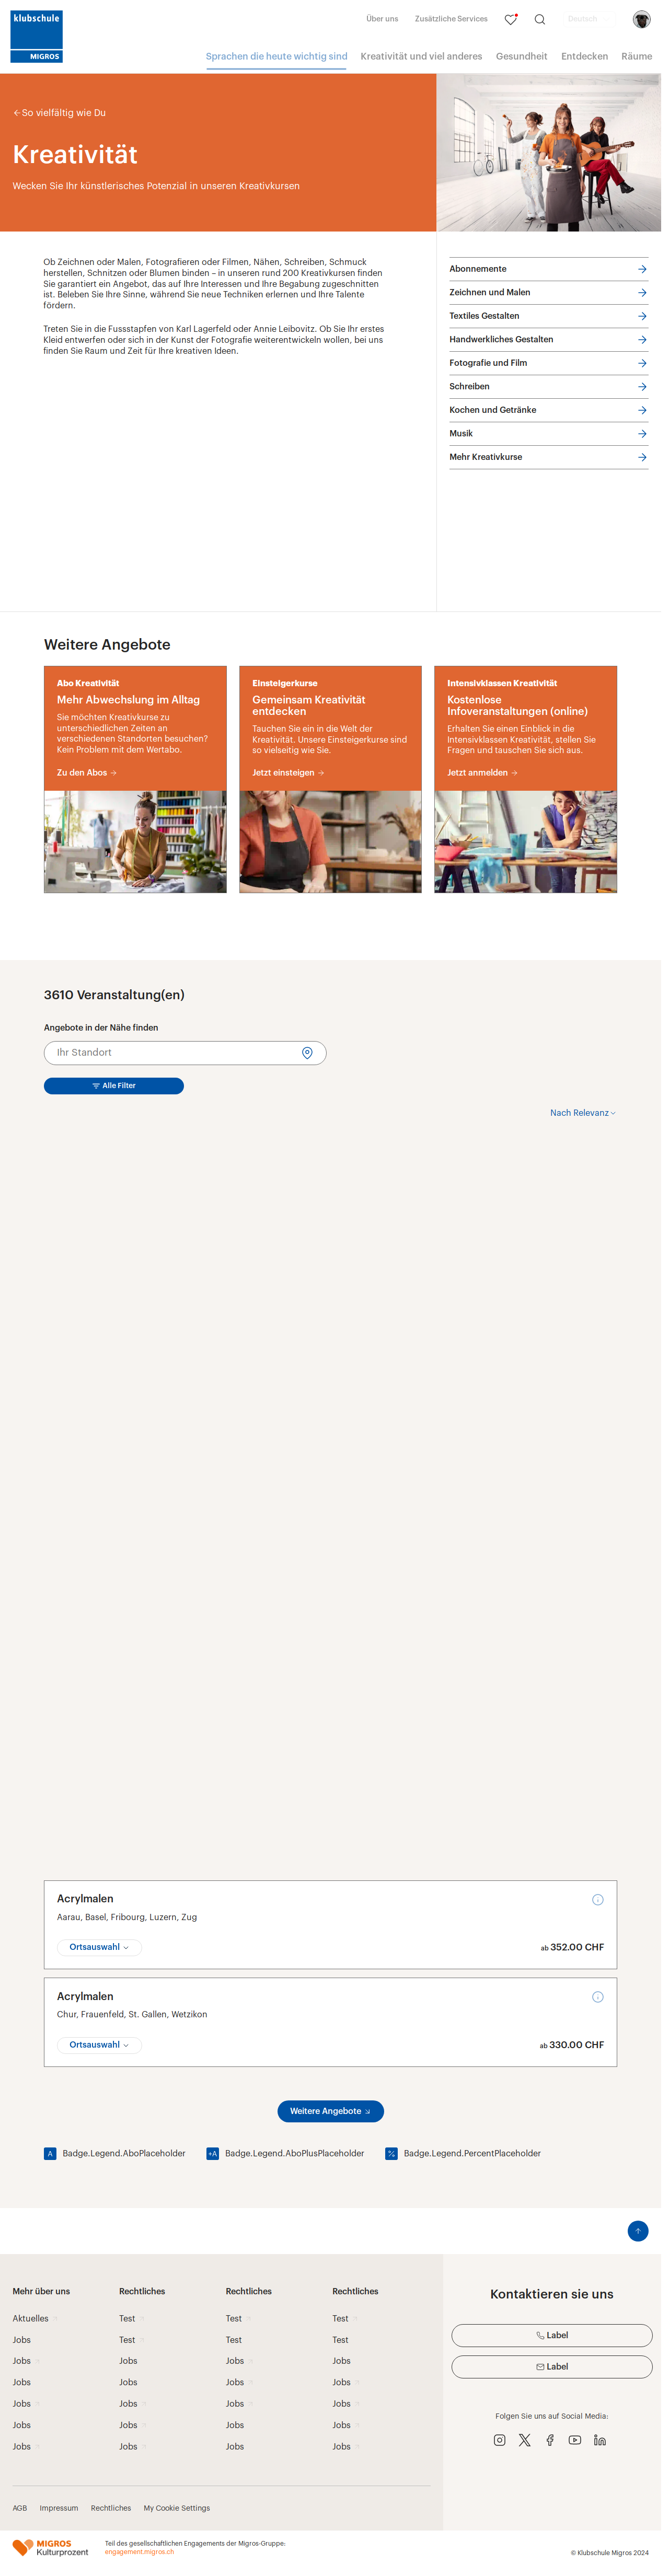 klubschule
MIGROS
Über uns
Zusätzliche Services
Deutsch
Sprachen die heute wichtig sind
Kreativität und viel anderes
Gesundheit
Entdecken
Räume
So vielfältig wie Du
Kreativität
Wecken Sie Ihr künstlerisches Potenzial in unseren Kreativkursen
Ob Zeichnen oder Malen, Fotografieren oder Filmen, Nähen, Schreiben, Schmuck
herstellen, Schnitzen oder Blumen binden – in unseren rund 200 Kreativkursen finden
Sie garantiert ein Angebot, das auf Ihre Interessen und Ihre Begabung zugeschnitten
ist. Beleben Sie Ihre Sinne, während Sie neue Techniken erlernen und Ihre Talente
fördern.
Treten Sie in die Fussstapfen von Karl Lagerfeld oder Annie Leibovitz. Ob Sie Ihr erstes
Kleid entwerfen oder sich in der Kunst der Fotografie weiterentwickeln wollen, bei uns
finden Sie Raum und Zeit für Ihre kreativen Ideen.
Abonnemente
Zeichnen und Malen
Textiles Gestalten
Handwerkliches Gestalten
Fotografie und Film
Schreiben
Kochen und Getränke
Musik
Mehr Kreativkurse
Weitere Angebote
Abo Kreativität
Mehr Abwechslung im Alltag
Sie möchten Kreativkurse zu
unterschiedlichen Zeiten an
verschiedenen Standorten besuchen?
Kein Problem mit dem Wertabo.
Zu den Abos
Einsteigerkurse
Gemeinsam Kreativität
entdecken
Tauchen Sie ein in die Welt der
Kreativität. Unsere Einsteigerkurse sind
so vielseitig wie Sie.
Jetzt einsteigen
Intensivklassen Kreativität
Kostenlose
Infoveranstaltungen (online)
Erhalten Sie einen Einblick in die
Intensivklassen Kreativität, stellen Sie
Fragen und tauschen Sie sich aus.
Jetzt anmelden
3610 Veranstaltung(en)
Angebote in der Nähe finden
Ihr Standort
Alle Filter
Nach Relevanz
Acrylmalen
Aarau, Basel, Fribourg, Luzern, Zug
Ortsauswahl
ab 352.00 CHF
Acrylmalen
Chur, Frauenfeld, St. Gallen, Wetzikon
Ortsauswahl
ab 330.00 CHF
Weitere Angebote
A Badge.Legend.AboPlaceholder
+A Badge.Legend.AboPlusPlaceholder
% Badge.Legend.PercentPlaceholder
Mehr über uns
Aktuelles
Jobs
Jobs
Jobs
Jobs
Jobs
Jobs
Rechtliches
Test
Test
Jobs
Jobs
Jobs
Jobs
Jobs
Rechtliches
Test
Test
Jobs
Jobs
Jobs
Jobs
Jobs
Rechtliches
Test
Test
Jobs
Jobs
Jobs
Jobs
Jobs
Kontaktieren sie uns
Label
Label
Folgen Sie uns auf Social Media:
AGB
Impressum
Rechtliches
My Cookie Settings
MIGROS
Kulturprozent
Teil des gesellschaftlichen Engagements der Migros-Gruppe:
engagement.migros.ch
© Klubschule Migros 2024